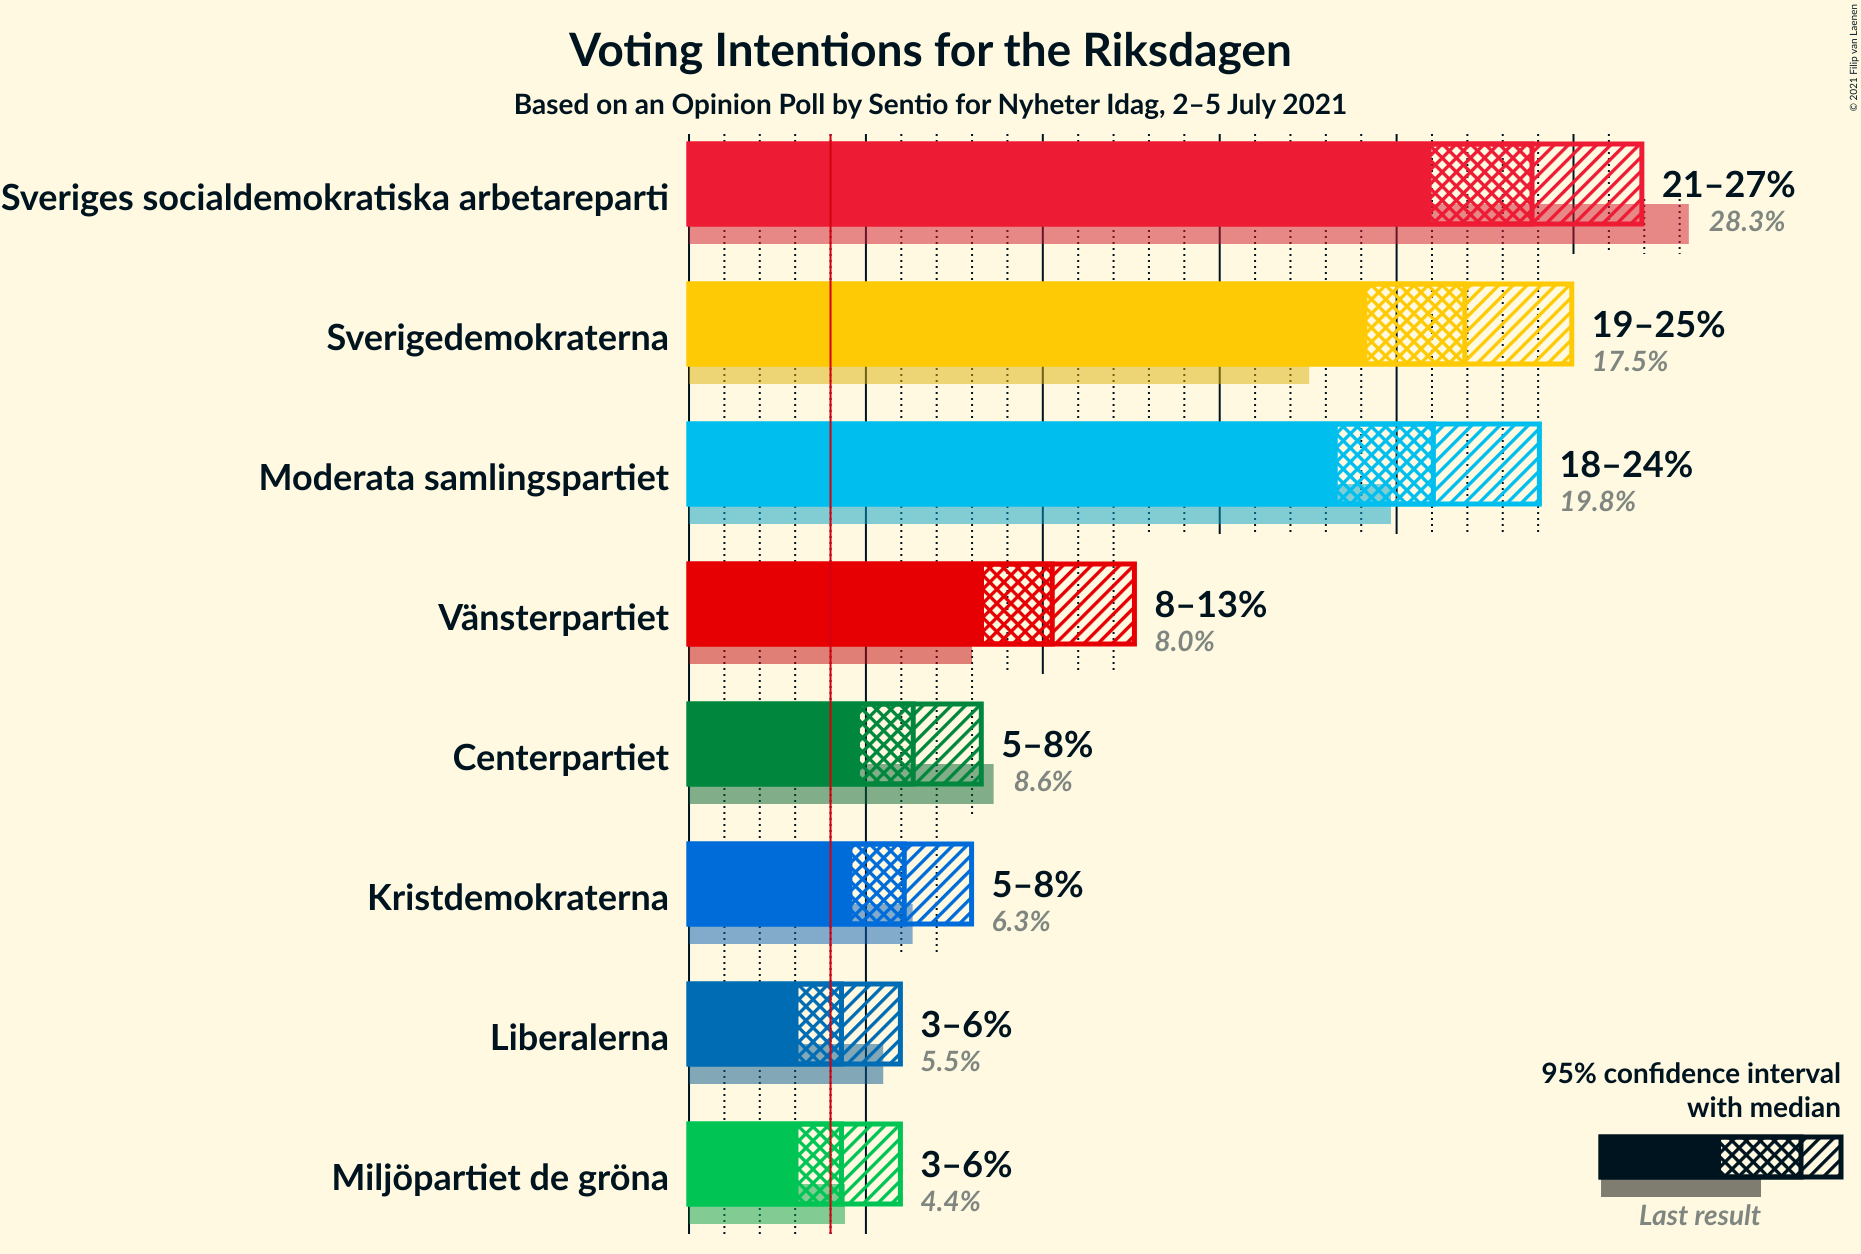 Voting Intentions for the Riksdagen
Based on an Opinion Poll by Sentio for Nyheter Idag, 2–5 July 2021
© 2021 Filip van Laenen
Sveriges socialdemokratiska arbetareparti
21–27%
28.3%
Sverigedemokraterna
19–25%
17.5%
Moderata samlingspartiet
18–24%
19.8%
Vänsterpartiet
8–13%
8.0%
Centerpartiet
5–8%
8.6%
Kristdemokraterna
5–8%
6.3%
Liberalerna
3–6%
5.5%
Miljöpartiet de gröna
3–6%
4.4%
95% confidence interval
with median
Last result